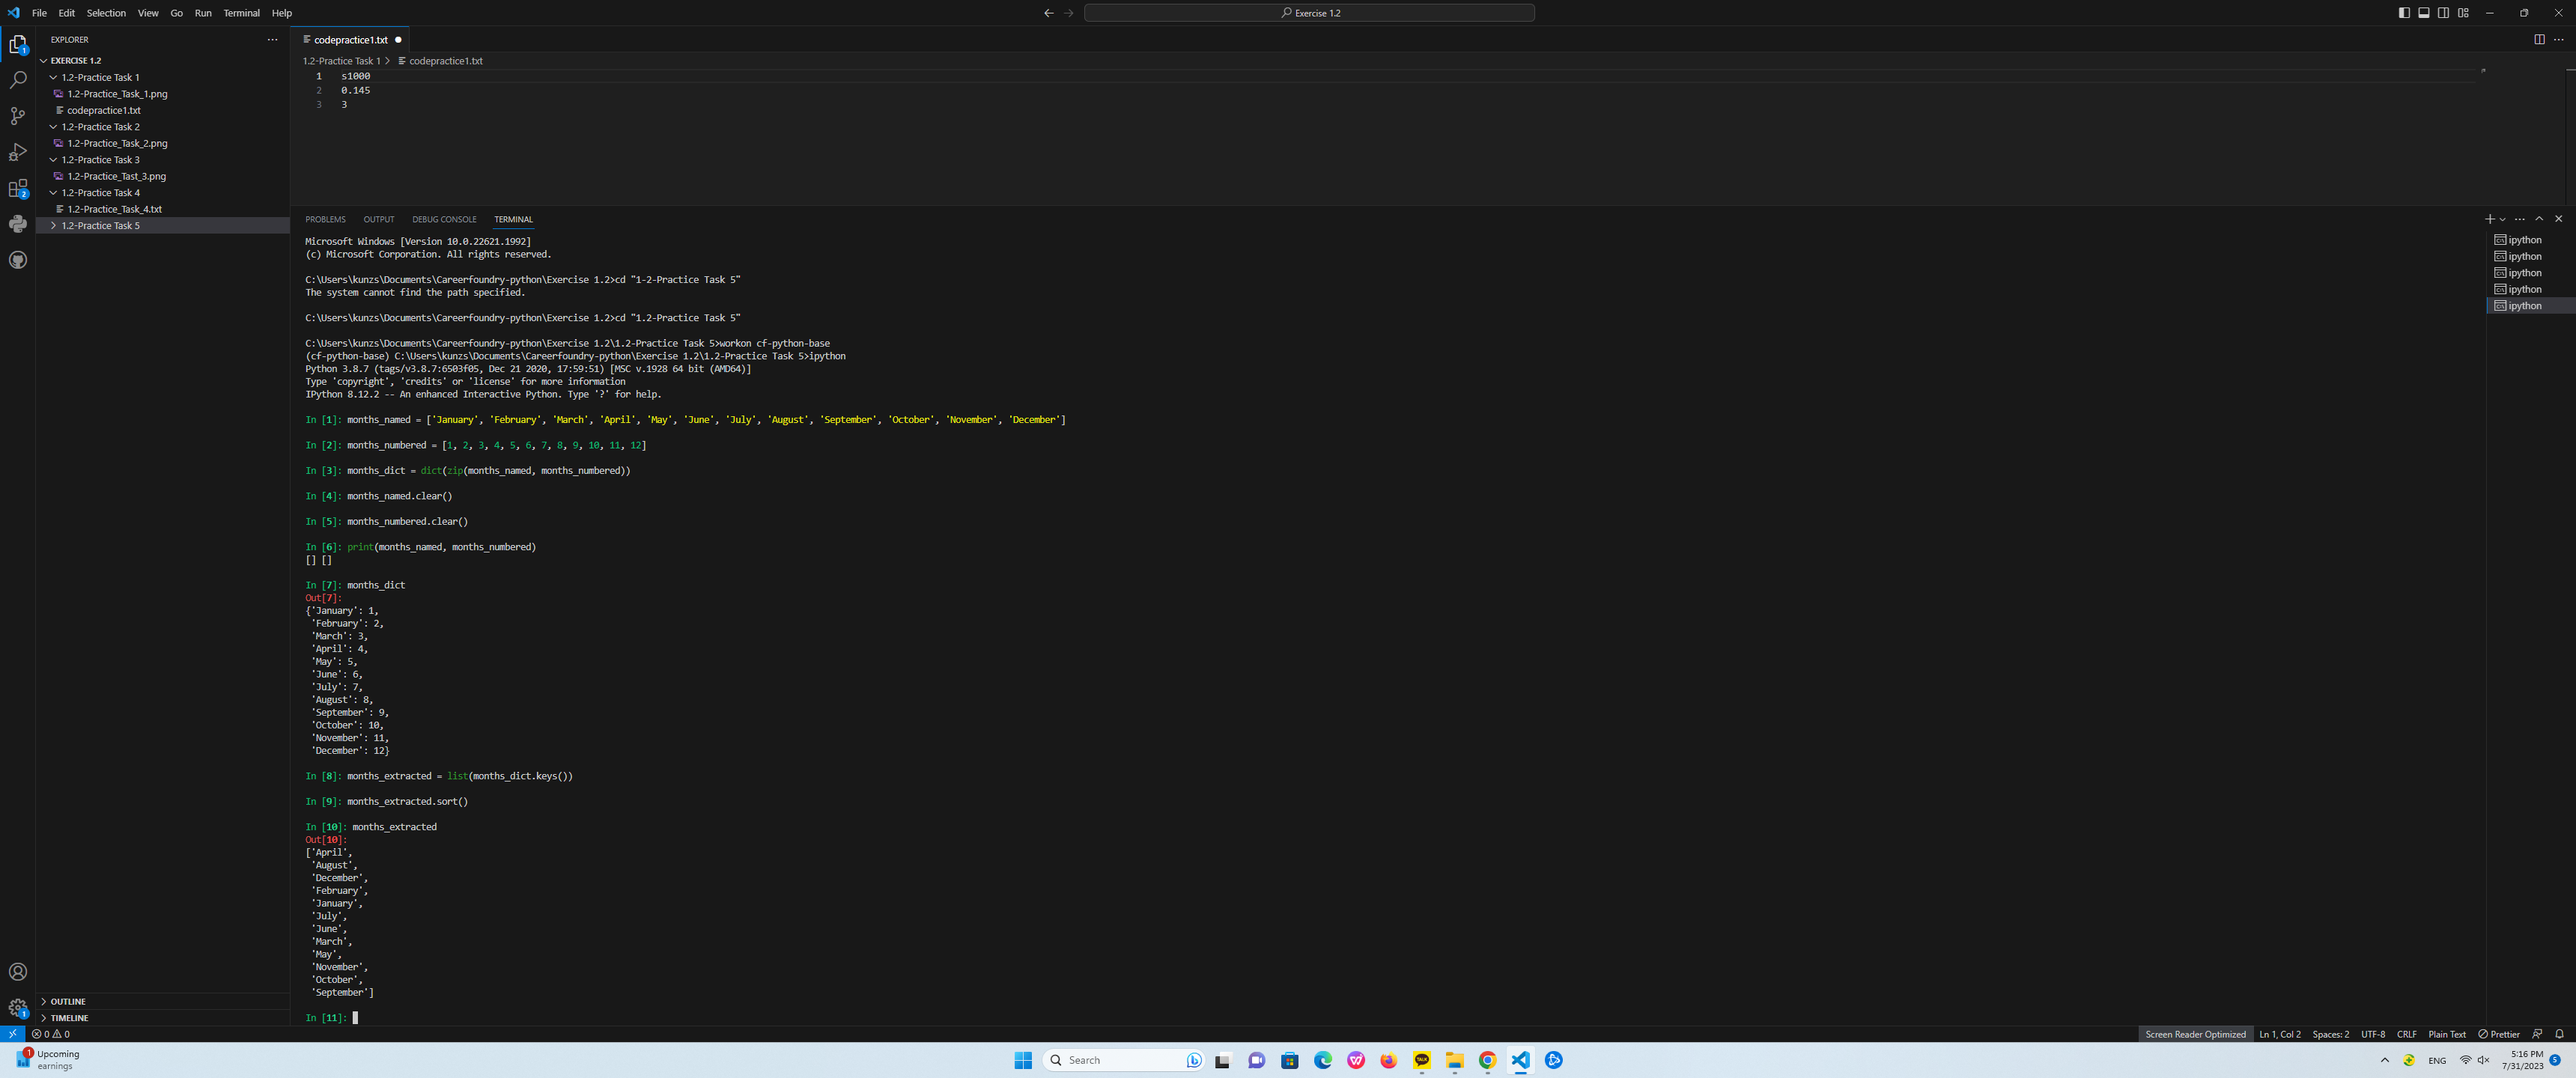 File Edit Selection View Go Run Terminal Help
Exercise 1.2
EXPLORER
EXERCISE 1.2
1.2-Practice Task 1
1.2-Practice_Task_1.png
codepractice1.txt
1.2-Practice Task 2
1.2-Practice_Task_2.png
1.2-Practice Task 3
1.2-Practice_Tast_3.png
1.2-Practice Task 4
1.2-Practice_Task_4.txt
1.2-Practice Task 5
OUTLINE
TIMELINE
codepractice1.txt
1.2-Practice Task 1 > codepractice1.txt
1 s1000
2 0.145
3 3
PROBLEMS OUTPUT DEBUG CONSOLE TERMINAL
Microsoft Windows [Version 10.0.22621.1992]
(c) Microsoft Corporation. All rights reserved.
C:\Users\kunzs\Documents\Careerfoundry-python\Exercise 1.2>cd "1-2-Practice Task 5"
The system cannot find the path specified.
C:\Users\kunzs\Documents\Careerfoundry-python\Exercise 1.2>cd "1.2-Practice Task 5"
C:\Users\kunzs\Documents\Careerfoundry-python\Exercise 1.2\1.2-Practice Task 5>workon cf-python-base
(cf-python-base) C:\Users\kunzs\Documents\Careerfoundry-python\Exercise 1.2\1.2-Practice Task 5>ipython
Python 3.8.7 (tags/v3.8.7:6503f05, Dec 21 2020, 17:59:51) [MSC v.1928 64 bit (AMD64)]
Type 'copyright', 'credits' or 'license' for more information
IPython 8.12.2 -- An enhanced Interactive Python. Type '?' for help.
In [1]: months_named = ['January', 'February', 'March', 'April', 'May', 'June', 'July', 'August', 'September', 'October', 'November', 'December']
In [2]: months_numbered = [1, 2, 3, 4, 5, 6, 7, 8, 9, 10, 11, 12]
In [3]: months_dict = dict(zip(months_named, months_numbered))
In [4]: months_named.clear()
In [5]: months_numbered.clear()
In [6]: print(months_named, months_numbered)
[] []
In [7]: months_dict
Out[7]:
{'January': 1,
'February': 2,
'March': 3,
'April': 4,
'May': 5,
'June': 6,
'July': 7,
'August': 8,
'September': 9,
'October': 10,
'November': 11,
'December': 12}
In [8]: months_extracted = list(months_dict.keys())
In [9]: months_extracted.sort()
In [10]: months_extracted
Out[10]:
['April',
'August',
'December',
'February',
'January',
'July',
'June',
'March',
'May',
'November',
'October',
'September']
In [11]:
ipython
ipython
ipython
ipython
ipython
0 0
Screen Reader Optimized Ln 1, Col 2 Spaces: 2 UTF-8 CRLF Plain Text Prettier
Upcoming
earnings
Search
ENG
5:16 PM
7/31/2023